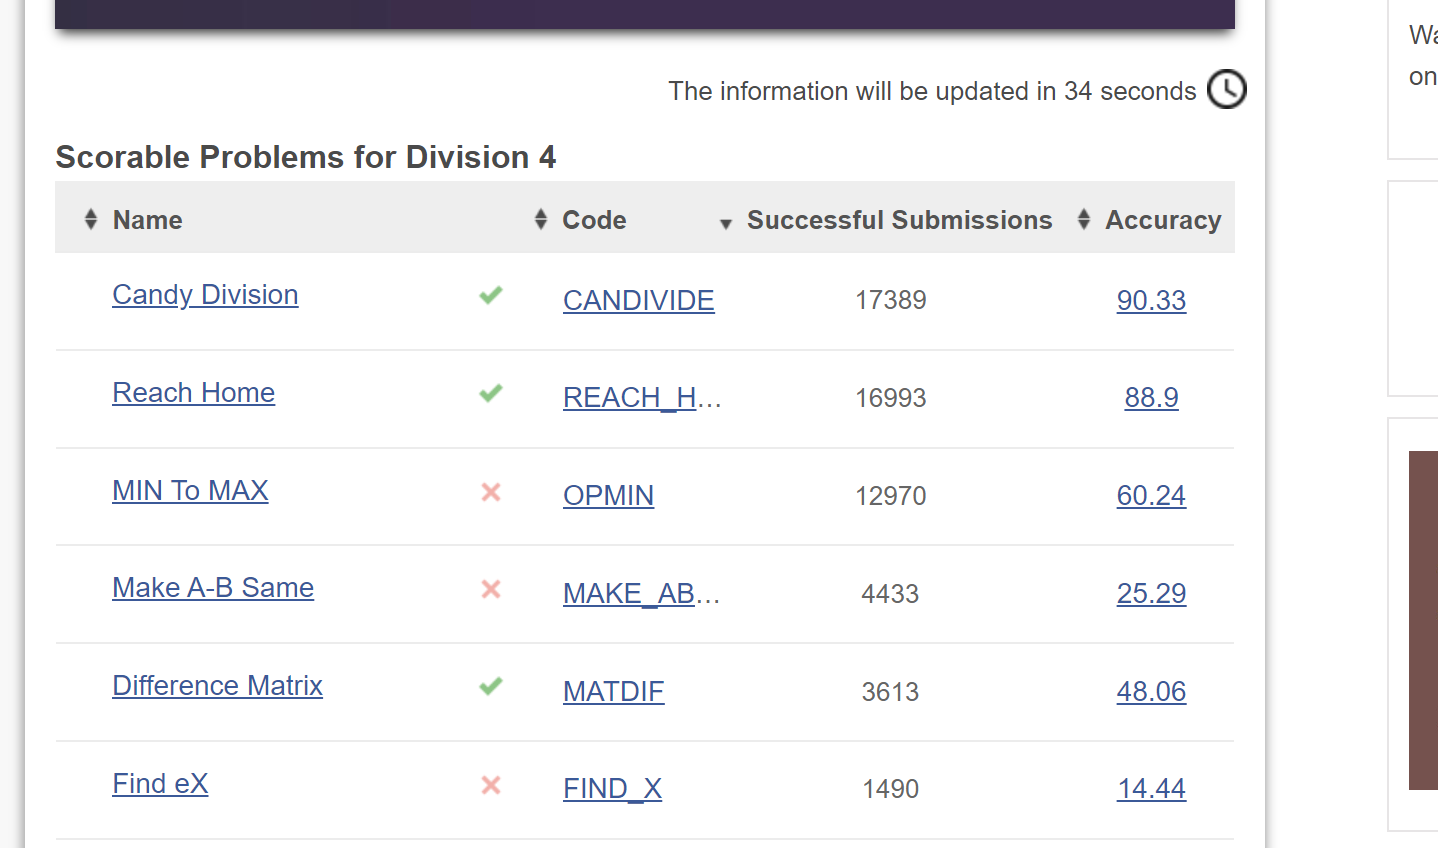 The information will be updated in 34 seconds
Wa
on
Scorable Problems for Division 4
Name Code Successful Submissions Accuracy
Candy Division CANDIVIDE 17389 90.33
Reach Home REACH_H... 16993 88.9
MIN To MAX OPMIN 12970 60.24
Make A-B Same MAKE_AB... 4433 25.29
Difference Matrix MATDIF 3613 48.06
Find eX FIND_X 1490 14.44